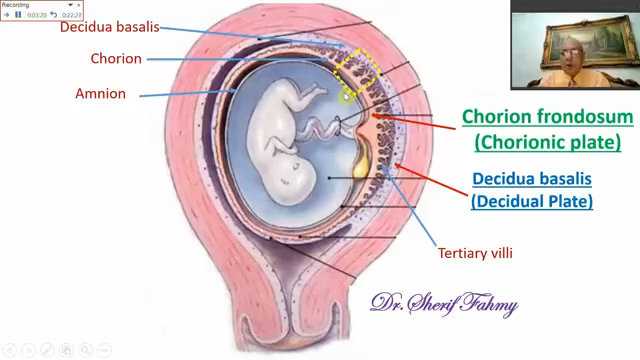 Recording...
0:03:20
0:22:28
Decidua basalis
Chorion
Amnion
Chorion frondosum
(Chorionic plate)
Decidua basalis
(Decidual Plate)
Tertiary villi
Dr. Sherif Fahmy